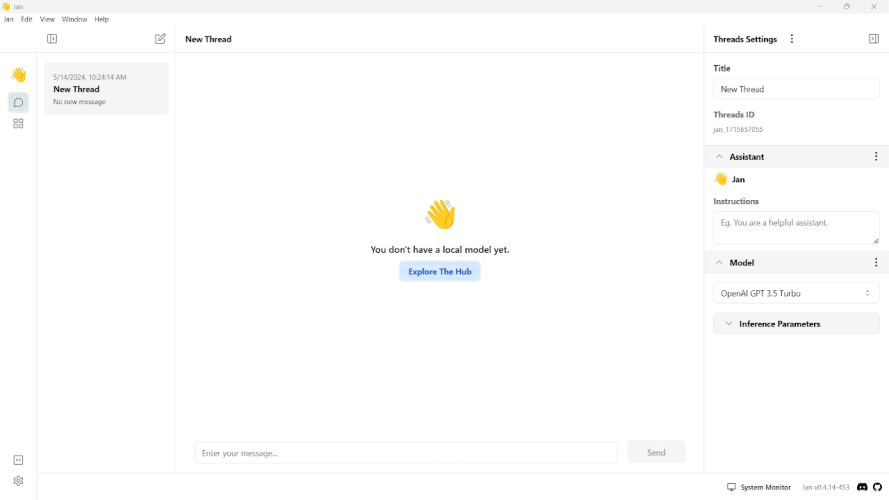 Jan
Jan Edit View Window Help
New Thread
Threads Settings
5/14/2024, 10:24:14 AM
New Thread
No new message
You don't have a local model yet.
Explore The Hub
Enter your message...
Send
Title
New Thread
Threads ID
jan_1715657055
Assistant
Jan
Instructions
Eg. You are a helpful assistant.
Model
OpenAI GPT 3.5 Turbo
Inference Parameters
System Monitor
Jan v0.4.14-453